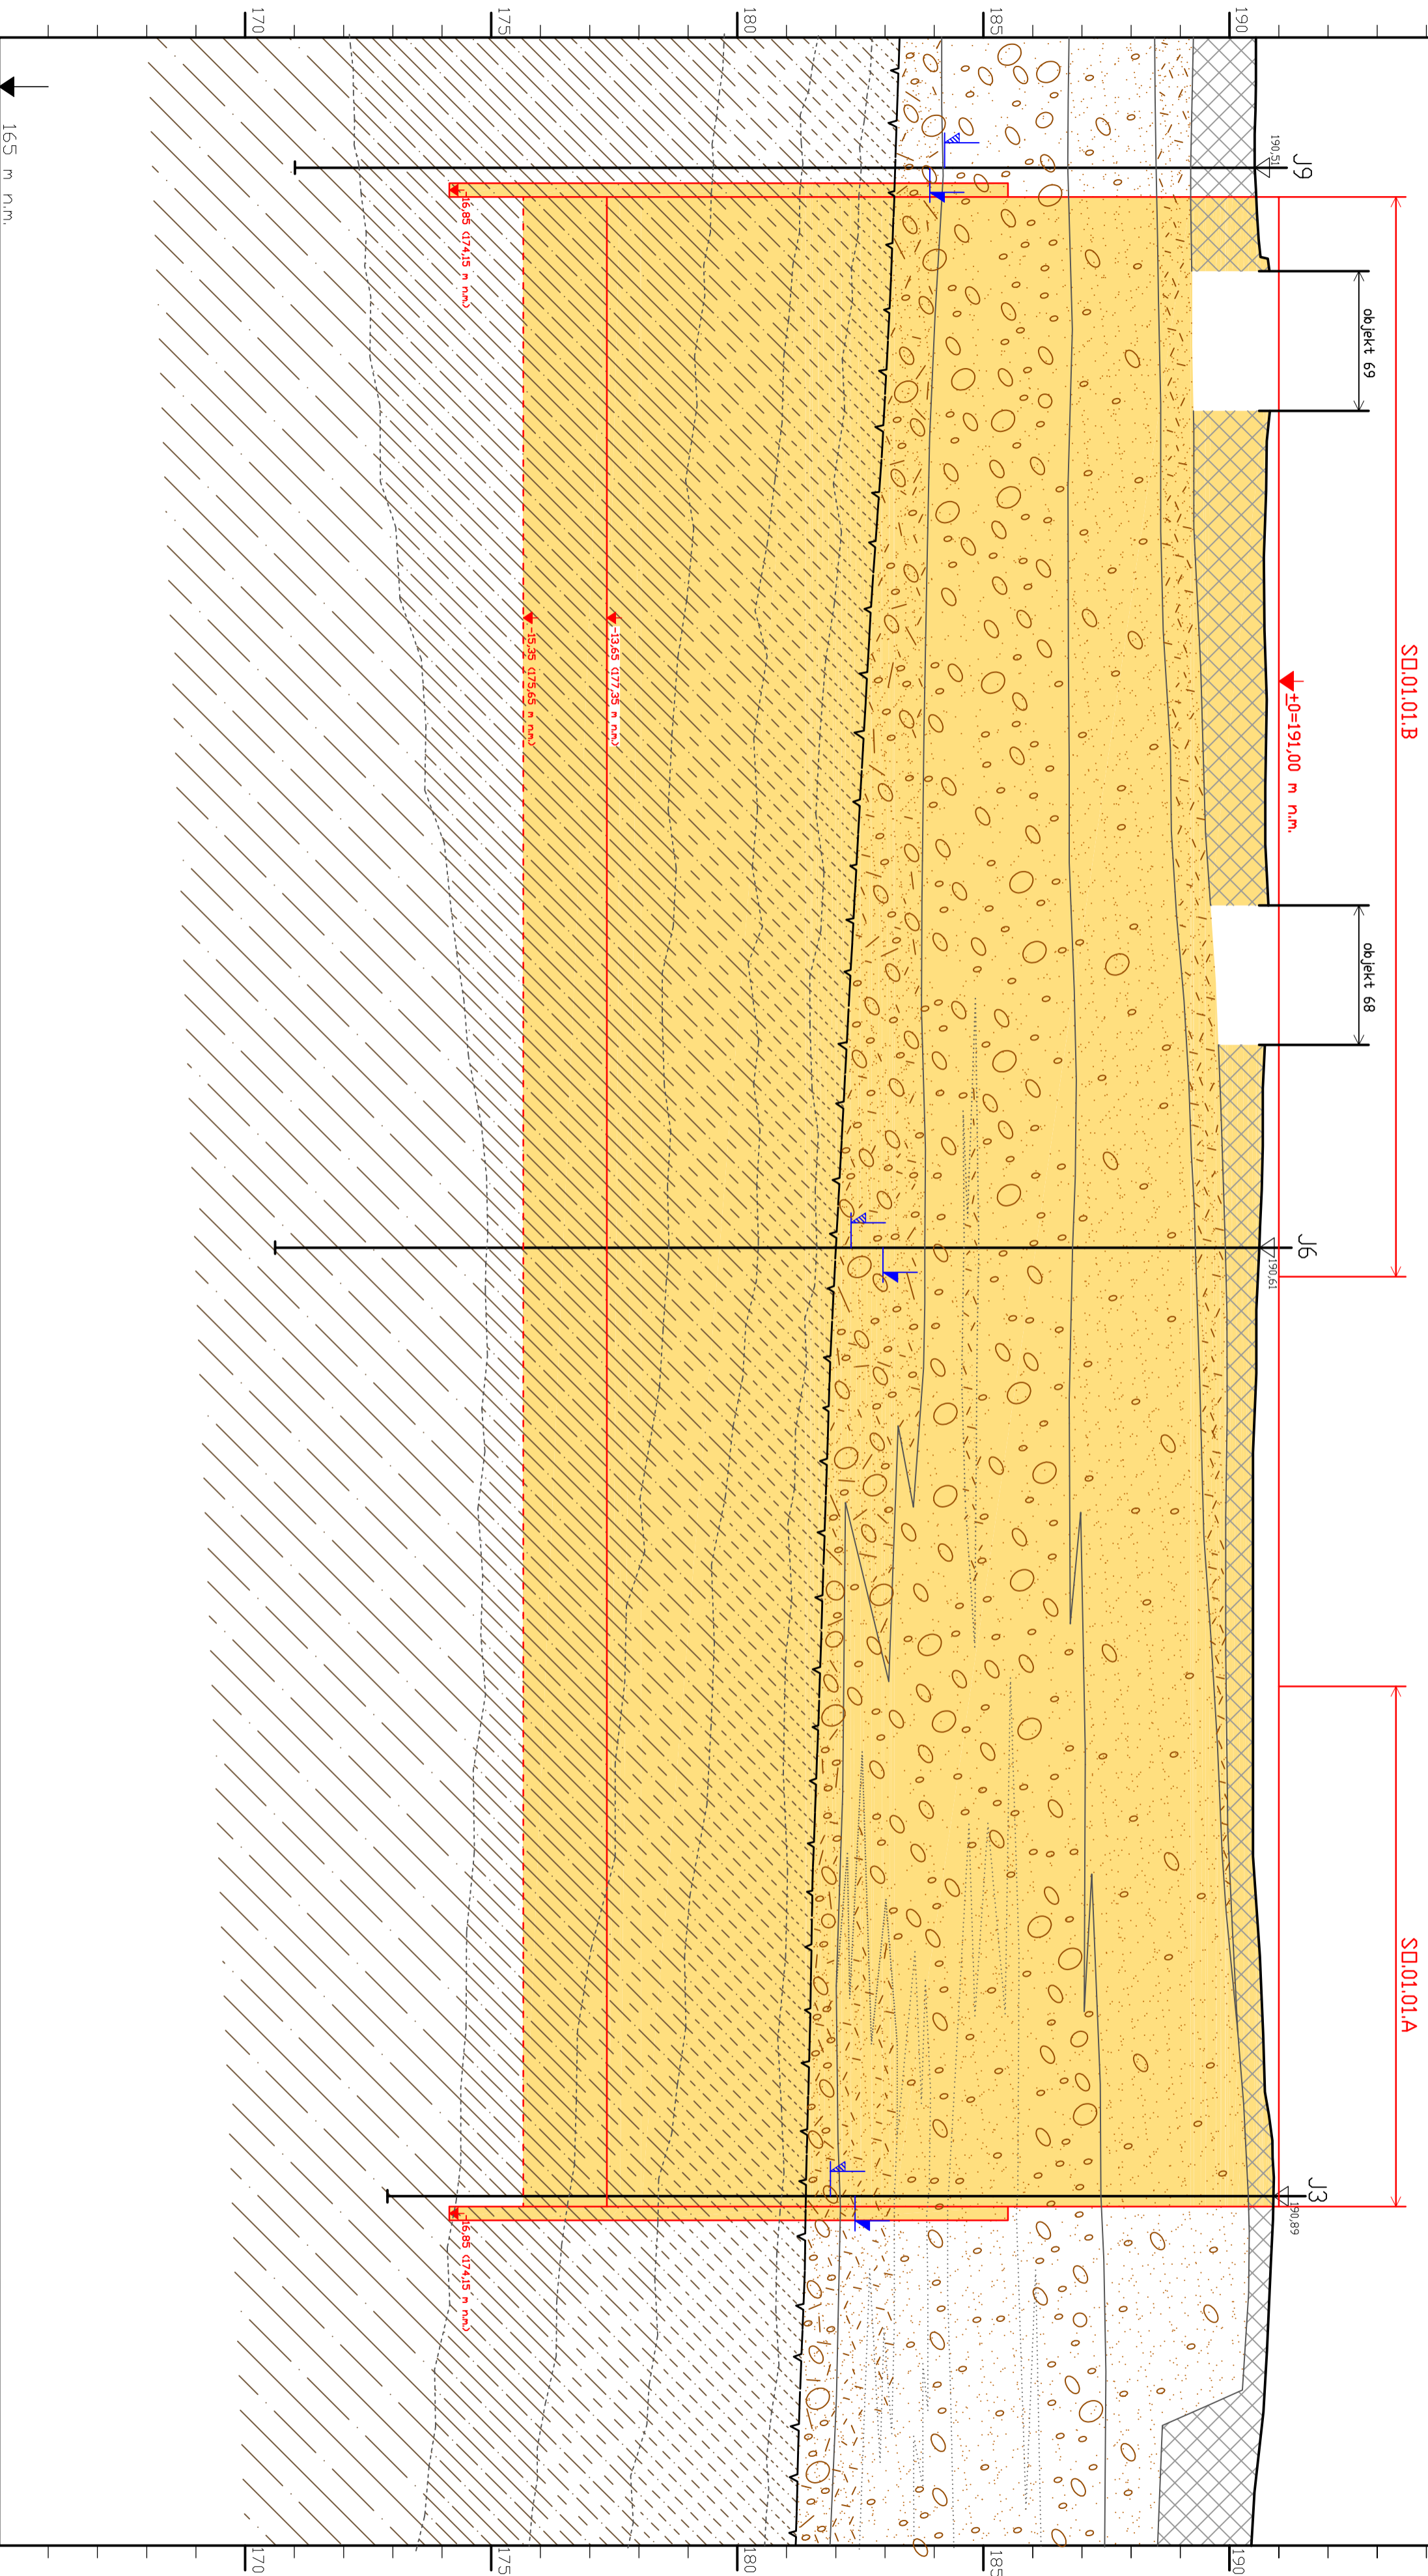 SO.01.01.B
SO.01.01.A
objekt 69
objekt 68
±0=191,00 m n.m.
J9
190,51
J6
190,61
J3
190,89
190
185
180
175
170
190
185
180
175
170
-13,65 (177,35 m n.m.)
-15,35 (175,65 m n.m.)
-16,85 (174,15 m n.m.)
-16,85 (174,15 m n.m.)
165 m n.m.